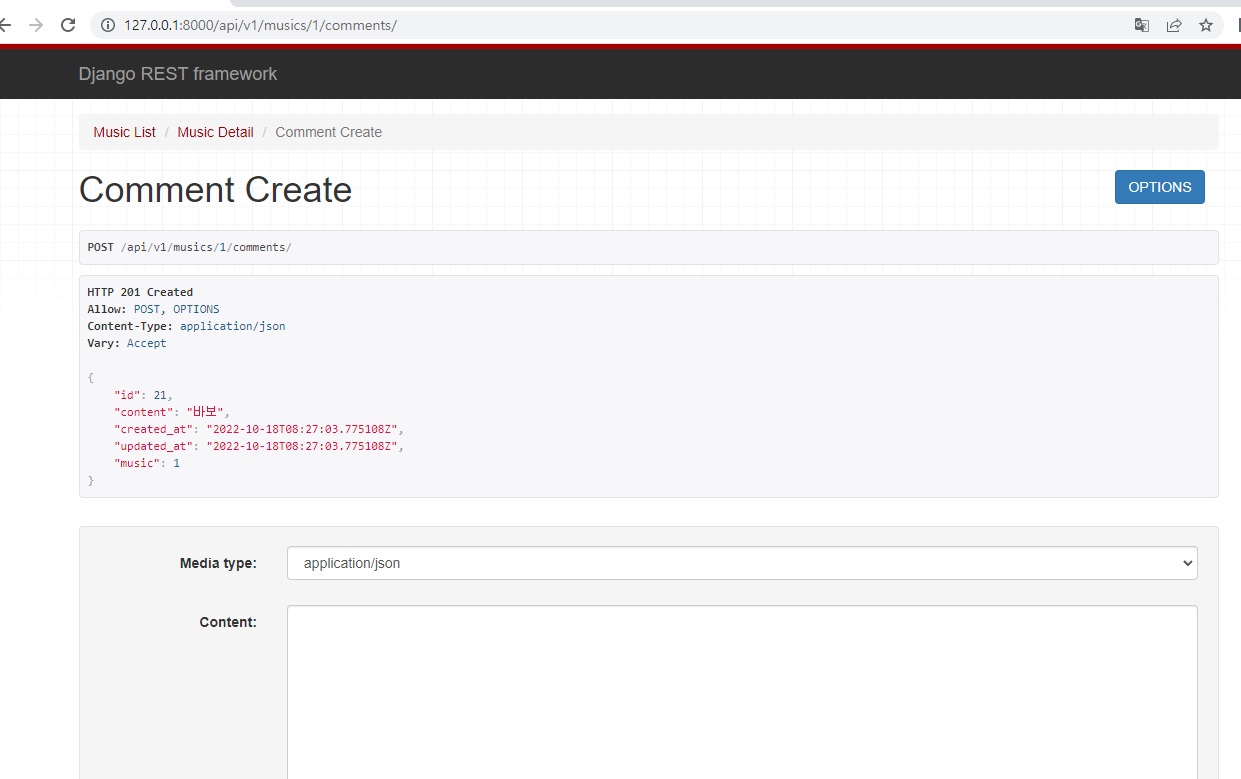 127.0.0.1:8000/api/v1/musics/1/comments/
Django REST framework
Music List / Music Detail / Comment Create
Comment Create
OPTIONS
POST /api/v1/musics/1/comments/
HTTP 201 Created
Allow: POST, OPTIONS
Content-Type: application/json
Vary: Accept
{
"id": 21,
"content": "바보",
"created_at": "2022-10-18T08:27:03.775108Z",
"updated_at": "2022-10-18T08:27:03.775108Z",
"music": 1
}
Media type: application/json
Content: